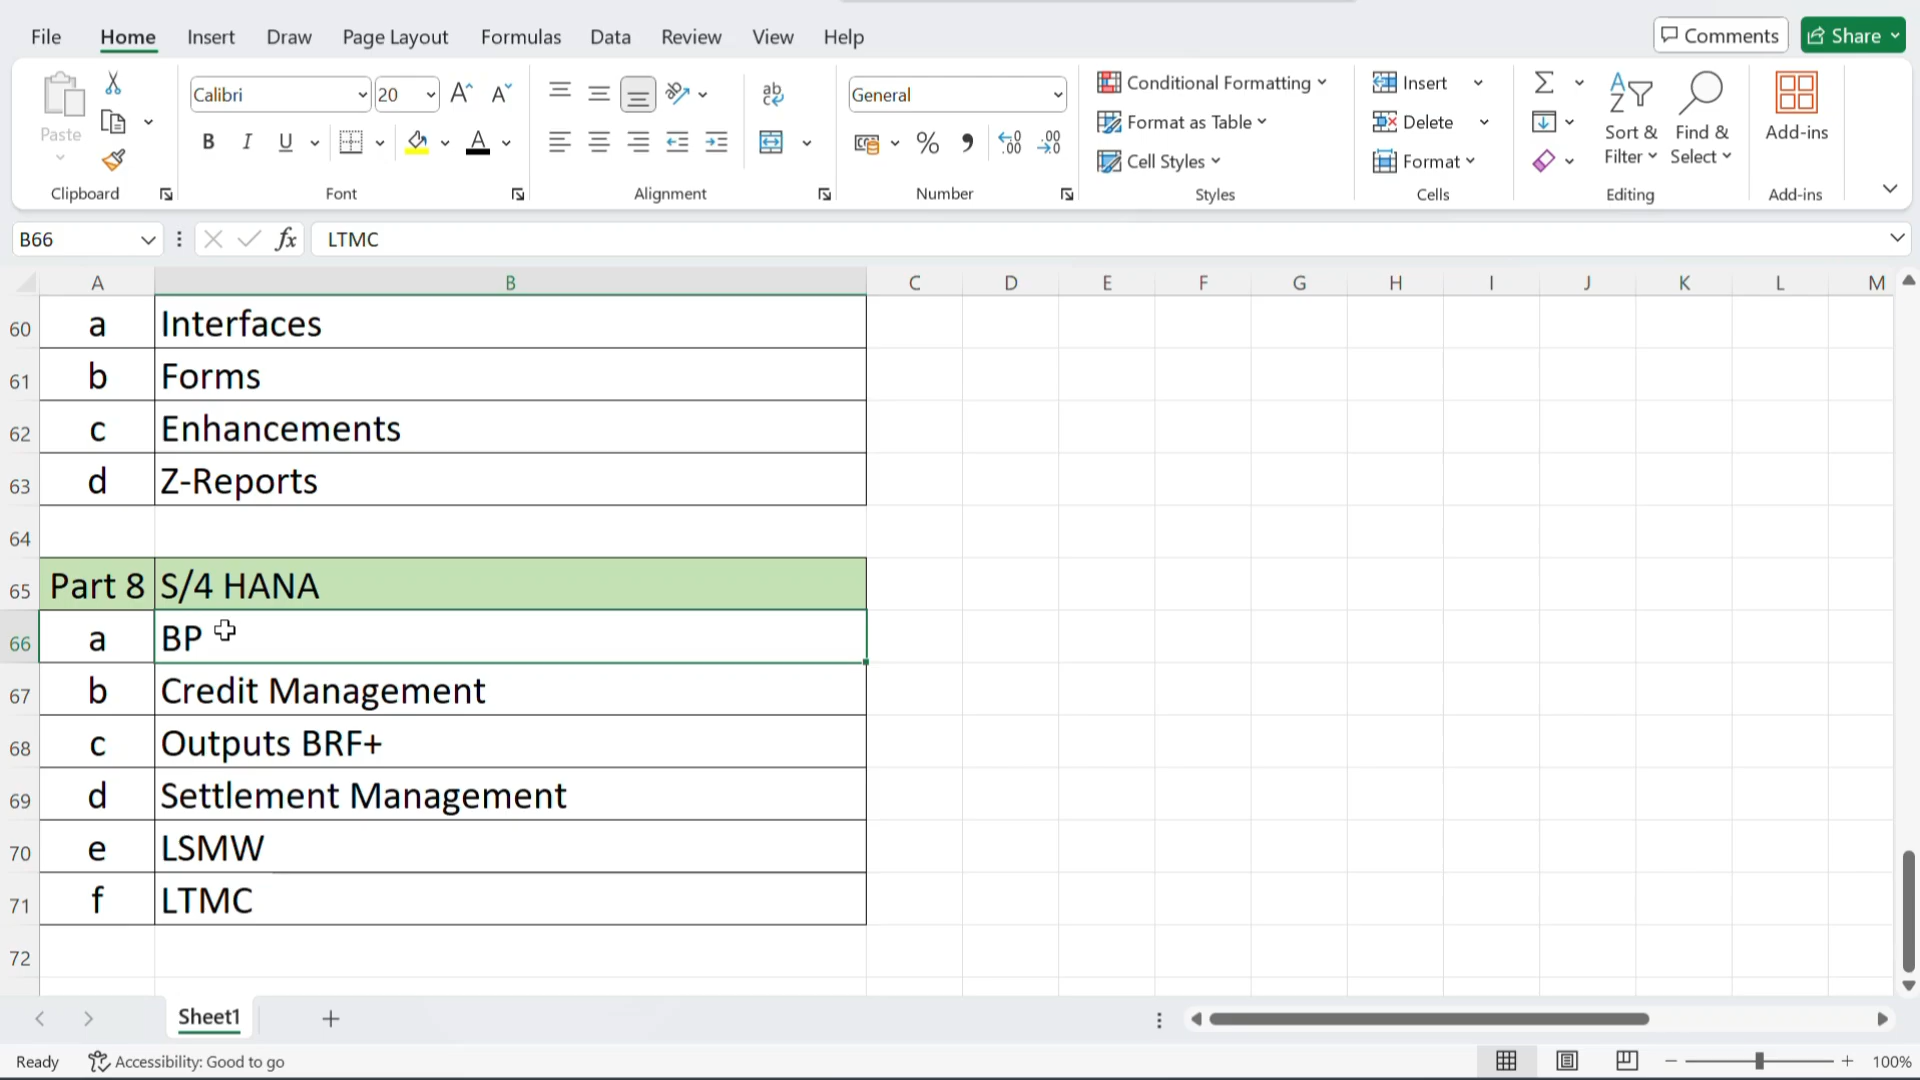 File Home Insert Draw Page Layout Formulas Data Review View Help Comments Share
Calibri 20 General Conditional Formatting Insert
Paste Format as Table Delete Sort & Filter Find & Select Add-ins
B I U A % Cell Styles Format
Clipboard Font Alignment Number Styles Cells Editing Add-ins
B66 fx LTMC
A B C D E F G H I J K L M
60 a Interfaces
61 b Forms
62 c Enhancements
63 d Z-Reports
64
65 Part 8 S/4 HANA
66 a BP
67 b Credit Management
68 c Outputs BRF+
69 d Settlement Management
70 e LSMW
71 f LTMC
72
Sheet1
Ready Accessibility: Good to go 100%